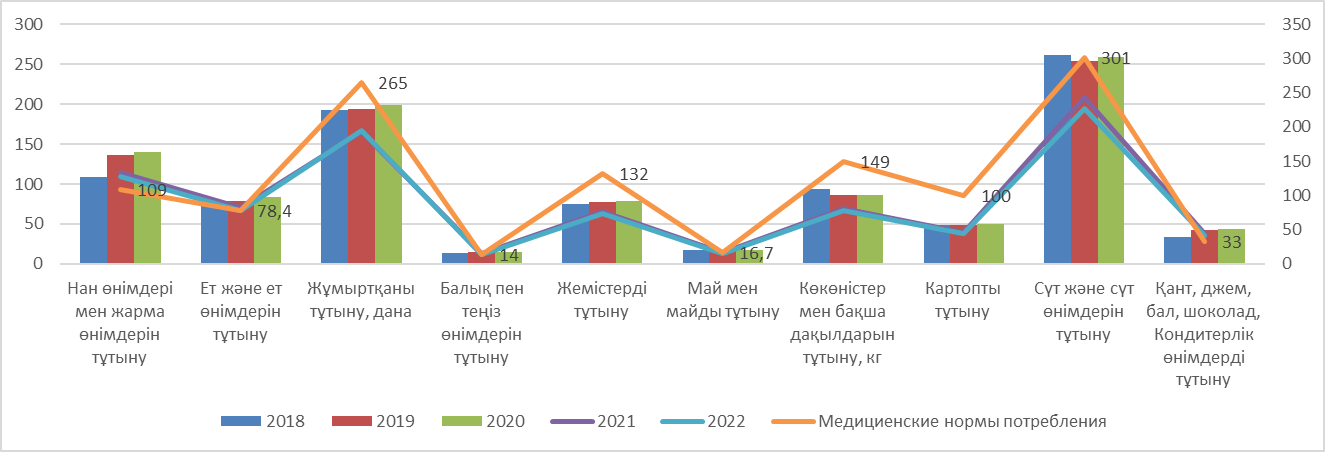 300
250
200
150
100
50
0
350
300
250
200
150
100
50
0
109
78,4
265
14
132
16,7
149
100
301
33
Нан өнімдері
мен жарма
өнімдерін
тұтыну
Ет және ет
өнімдерін
тұтыну
Жұмыртқаны
тұтыну, дана
Балық пен
теңіз
өнімдерін
тұтыну
Жемістерді
тұтыну
Май мен
майды тұтыну
Көкөністер
мен бақша
дақылдарын
тұтыну, кг
Картопты
тұтыну
Сүт және сүт
өнімдерін
тұтыну
Қант, джем,
бал, шоколад,
Кондитерлік
өнімдерді
тұтыну
2018
2019
2020
2021
2022
Медициенские нормы потребления